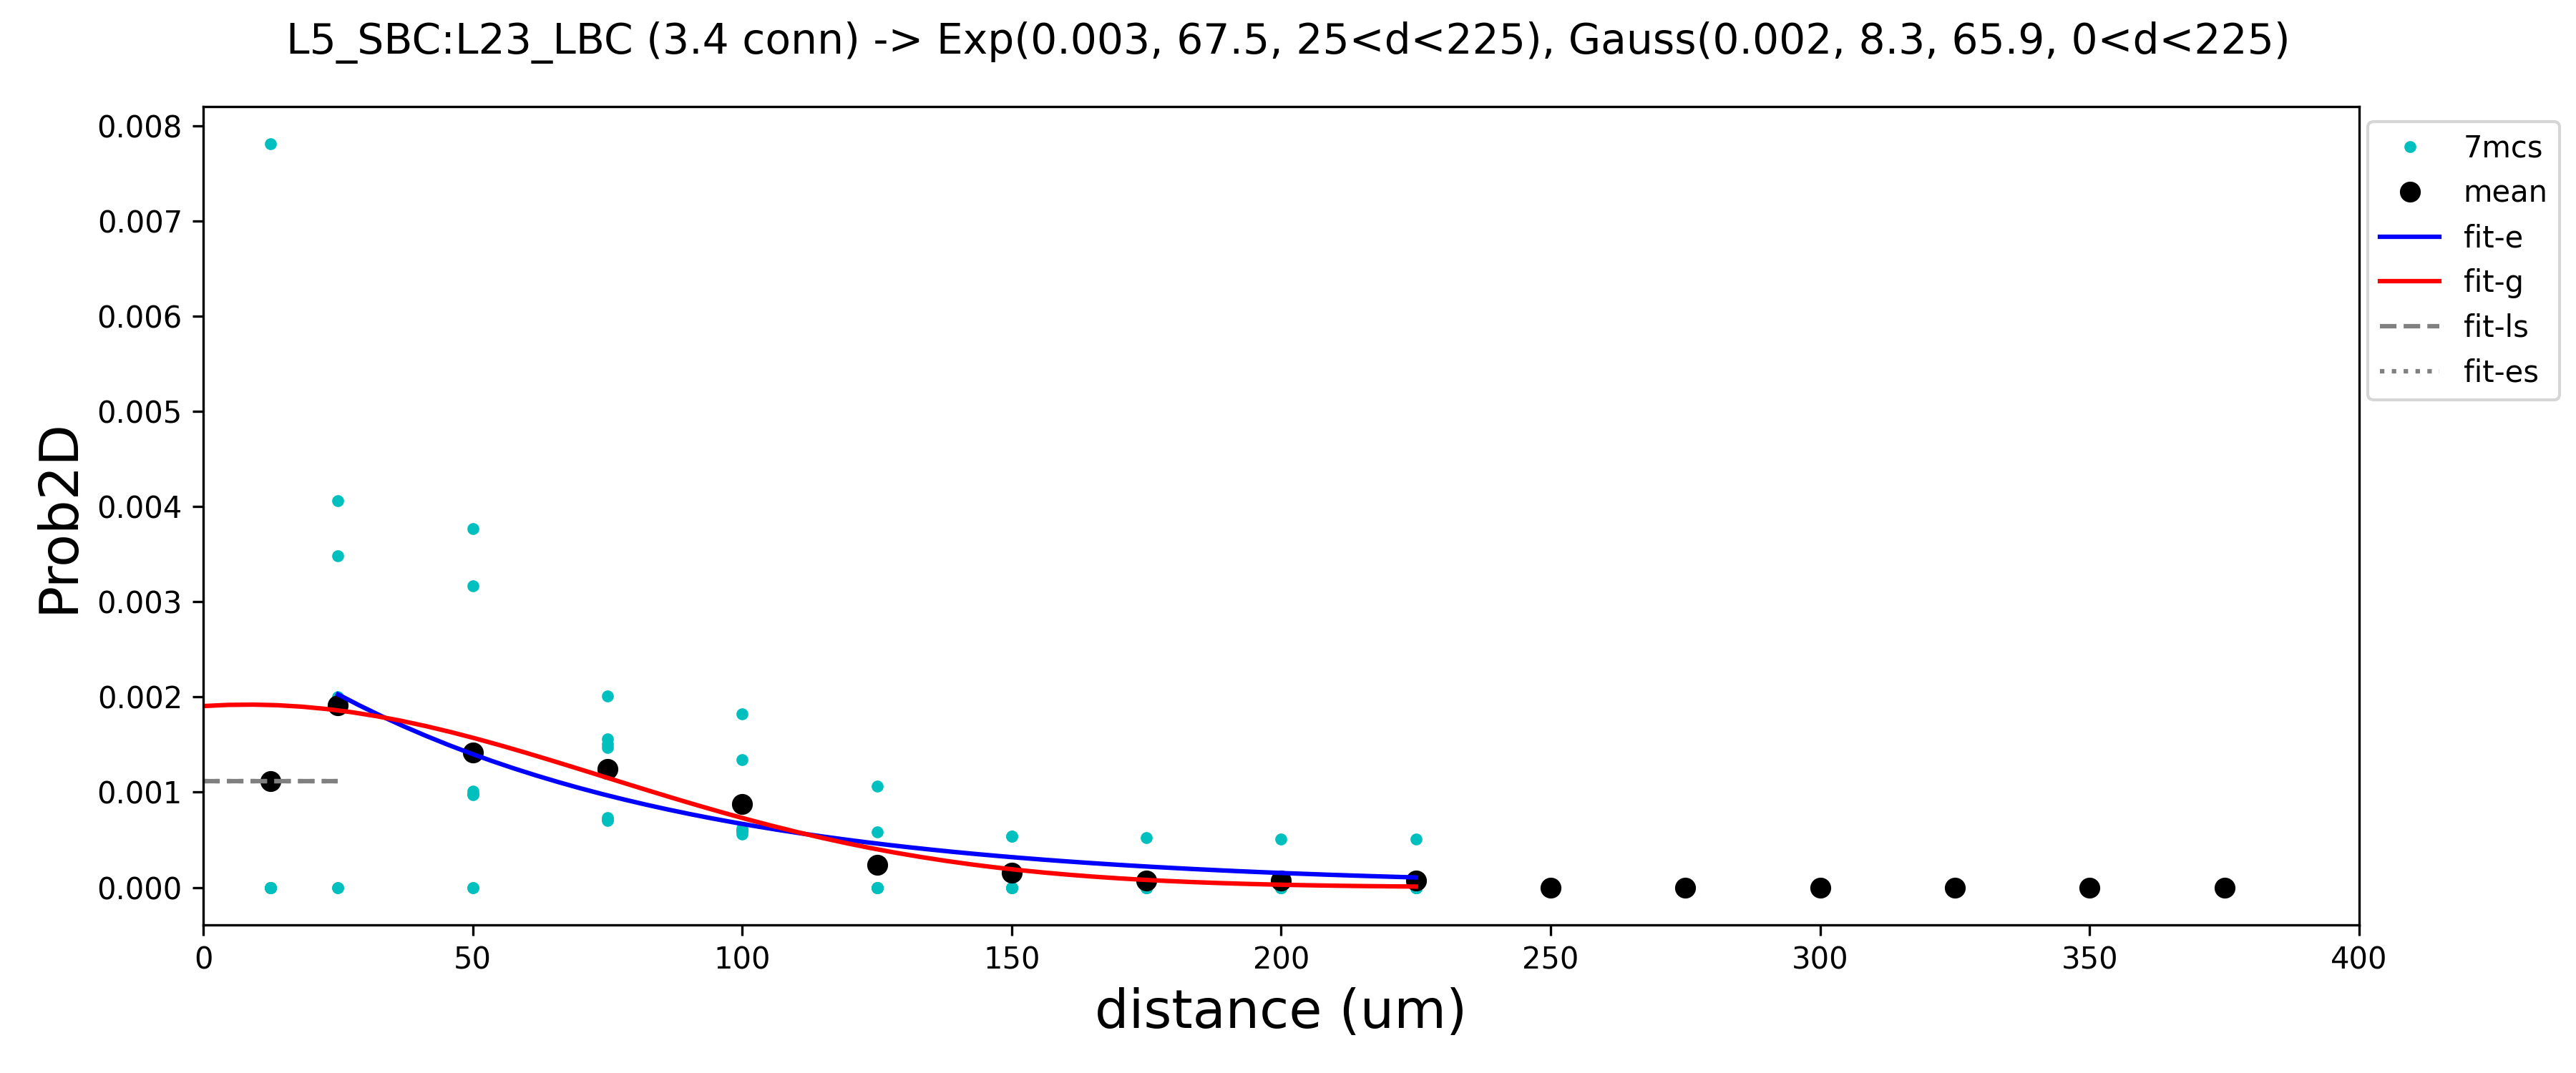 L5_SBC:L23_LBC (3.4 conn) -> Exp(0.003, 67.5, 25<d<225), Gauss(0.002, 8.3, 65.9, 0<d<225)
0.008
0.007
0.006
0.005
0.004
0.003
0.002
0.001
0.000
Prob2D
0 50 100 150 200 250 300 350 400
distance (um)
7mcs
mean
fit-e
fit-g
fit-ls
fit-es